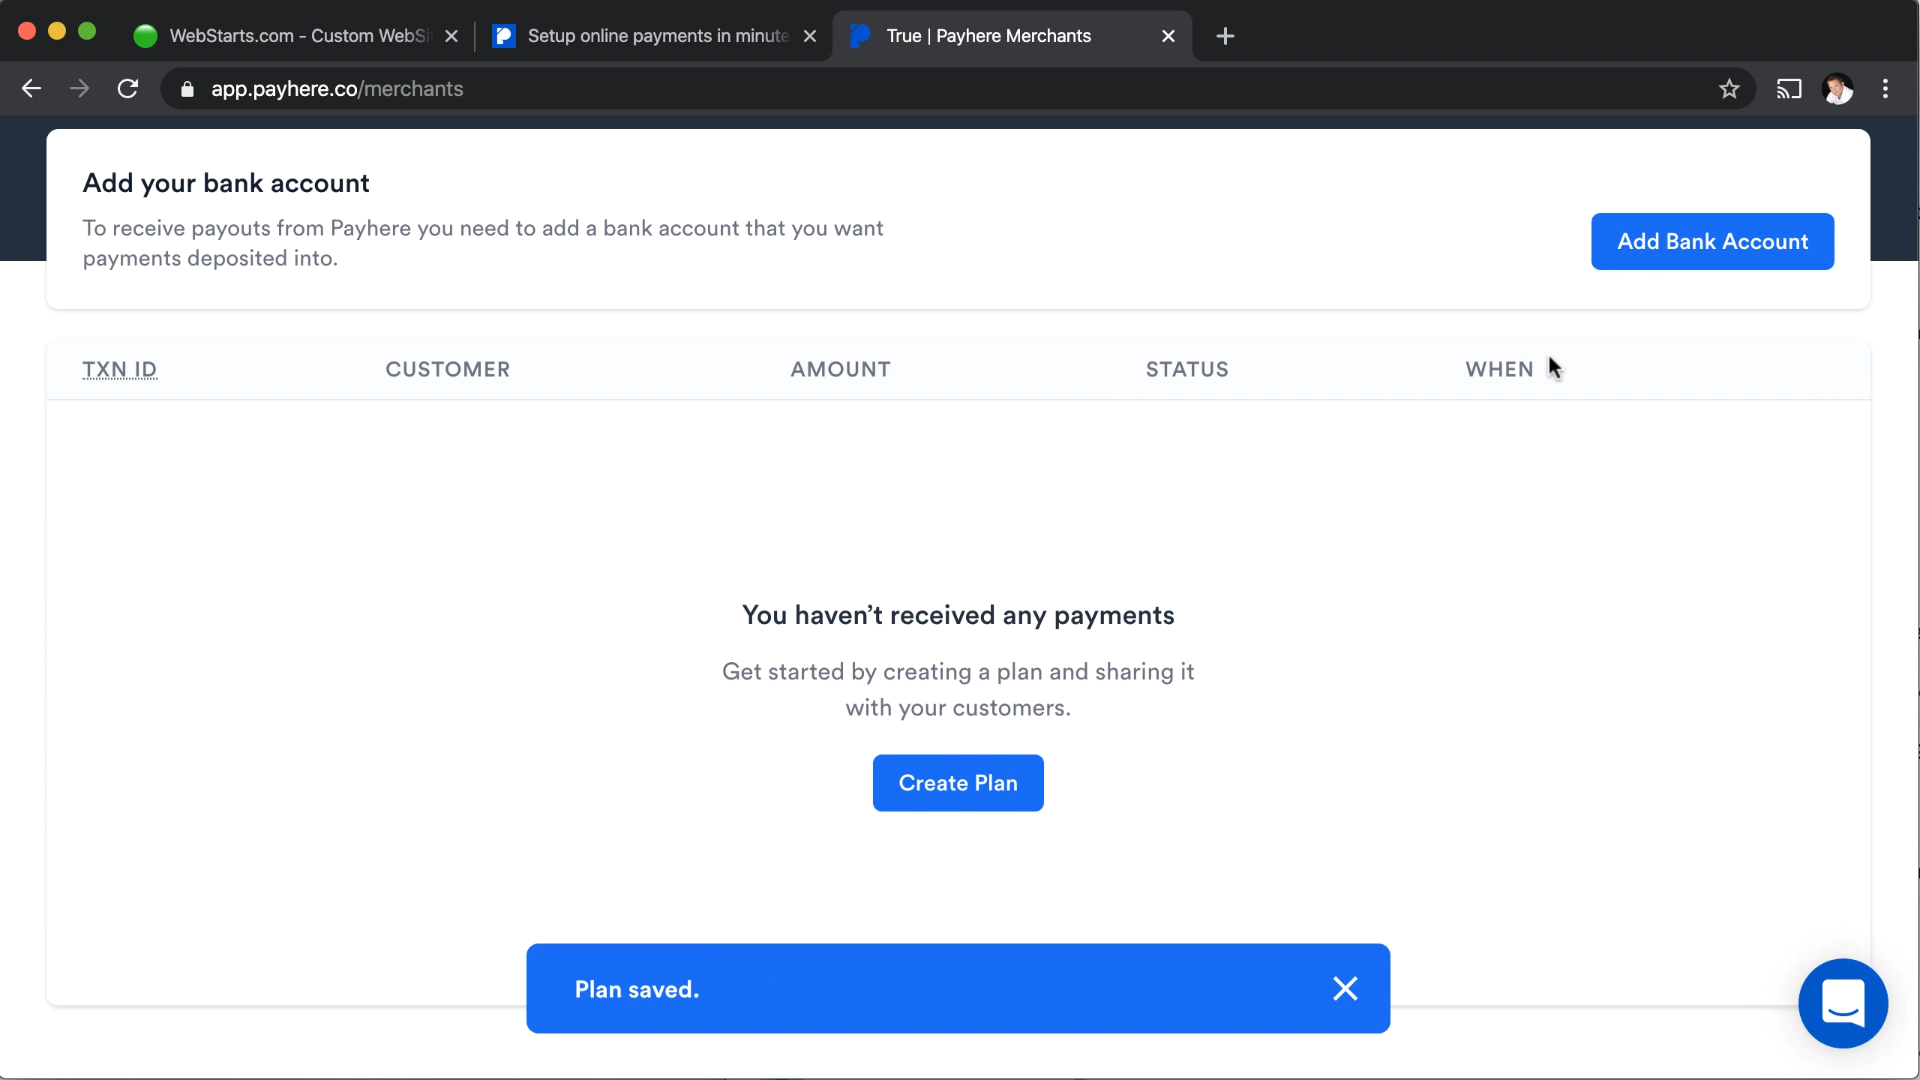 WebStarts.com - Custom WebSi
Setup online payments in minute
True | Payhere Merchants
app.payhere.co/merchants
Add your bank account
To receive payouts from Payhere you need to add a bank account that you want
payments deposited into.
Add Bank Account
TXN ID CUSTOMER AMOUNT STATUS WHEN
You haven’t received any payments
Get started by creating a plan and sharing it
with your customers.
Create Plan
Plan saved.